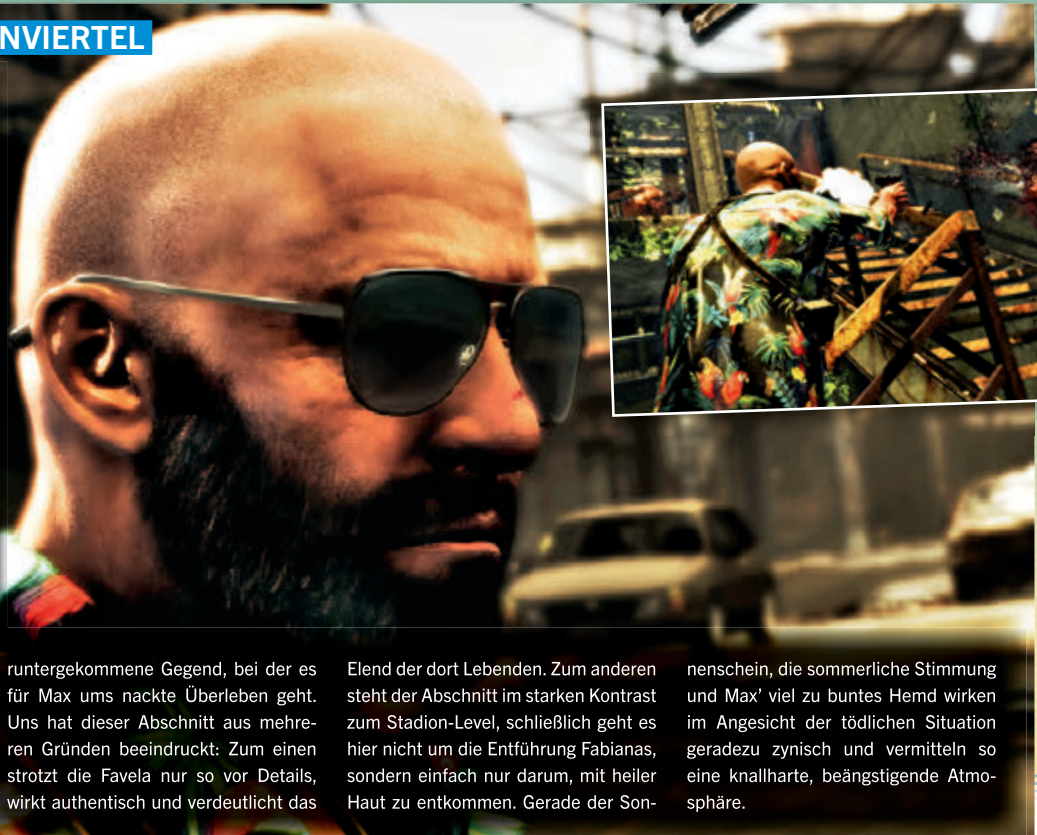 NVIERTEL
runtergekommene Gegend, bei der es
für Max ums nackte Überleben geht.
Uns hat dieser Abschnitt aus mehre-
ren Gründen beeindruckt: Zum einen
strotzt die Favela nur so vor Details,
wirkt authentisch und verdeutlicht das
Elend der dort Lebenden. Zum anderen
steht der Abschnitt im starken Kontrast
zum Stadion-Level, schließlich geht es
hier nicht um die Entführung Fabianas,
sondern einfach nur darum, mit heiler
Haut zu entkommen. Gerade der Son-
nenschein, die sommerliche Stimmung
und Max’ viel zu buntes Hemd wirken
im Angesicht der tödlichen Situation
geradezu zynisch und vermitteln so
eine knallharte, beängstigende Atmo-
sphäre.